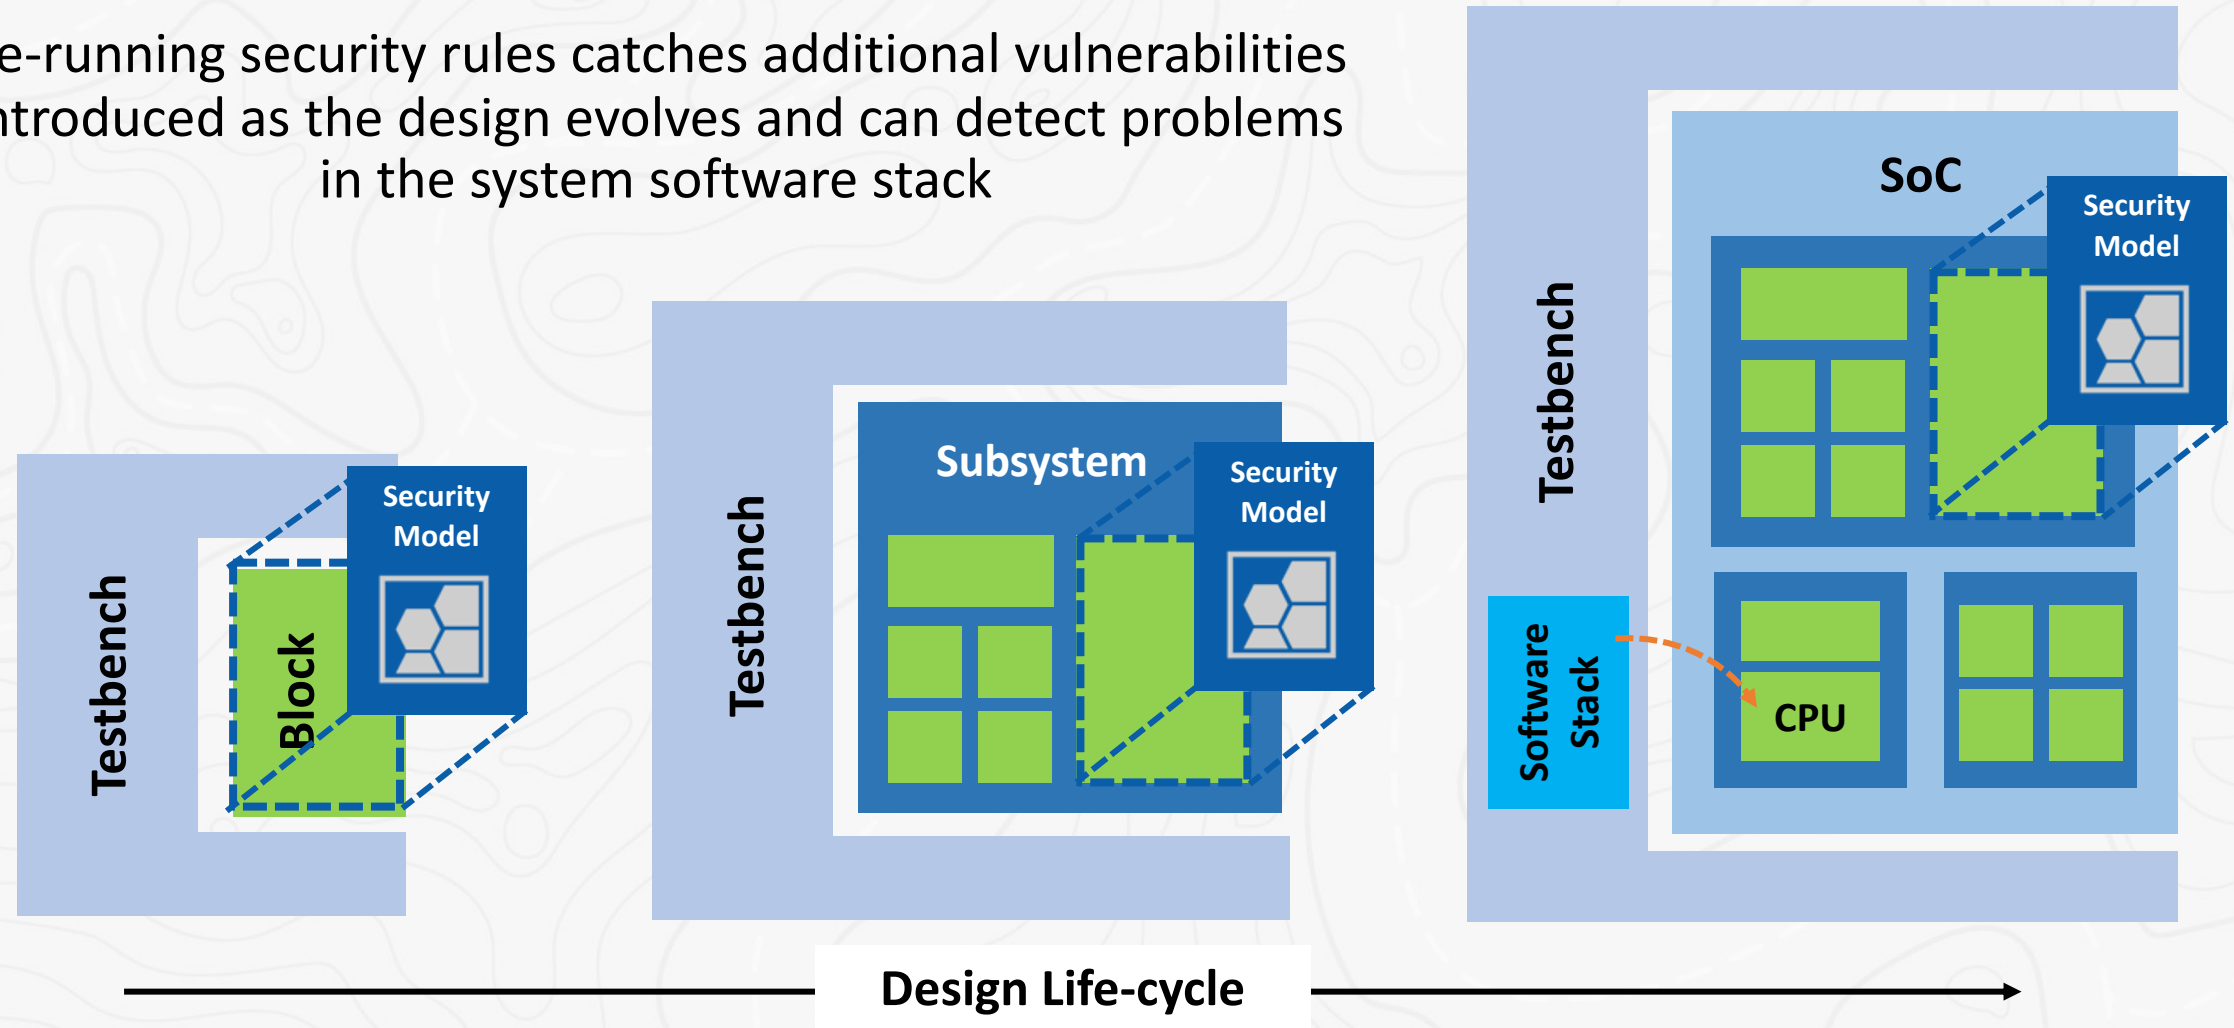 e-running security rules catches additional vulnerabilities
ntroduced as the design evolves and can detect problems
in the system software stack
Testbench
Block
Security
Model
Testbench
Subsystem
Security
Model
Testbench
SoC
Security
Model
Software
Stack
CPU
Design Life-cycle